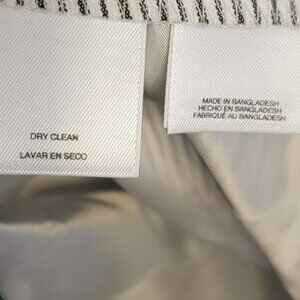 DRY CLEAN
LAVAR EN SECO
MADE IN BANGLADESH
HECHO EN BANGLADESH
FABRIQUÉ AU BANGLADESH